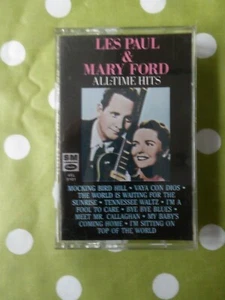 LES PAUL
&
MARY FORD
ALL-TIME HITS
MOCKING BIRD HILL - VAYA CON DIOS -
THE WORLD IS WAITING FOR THE
SUNRISE - TENNESSEE WALTZ - I'M A
FOOL TO CARE - BYE BYE BLUES -
MEET MR. CALLAGHAN - MY BABY'S
COMING HOME - I'M SITTING ON
TOP OF THE WORLD